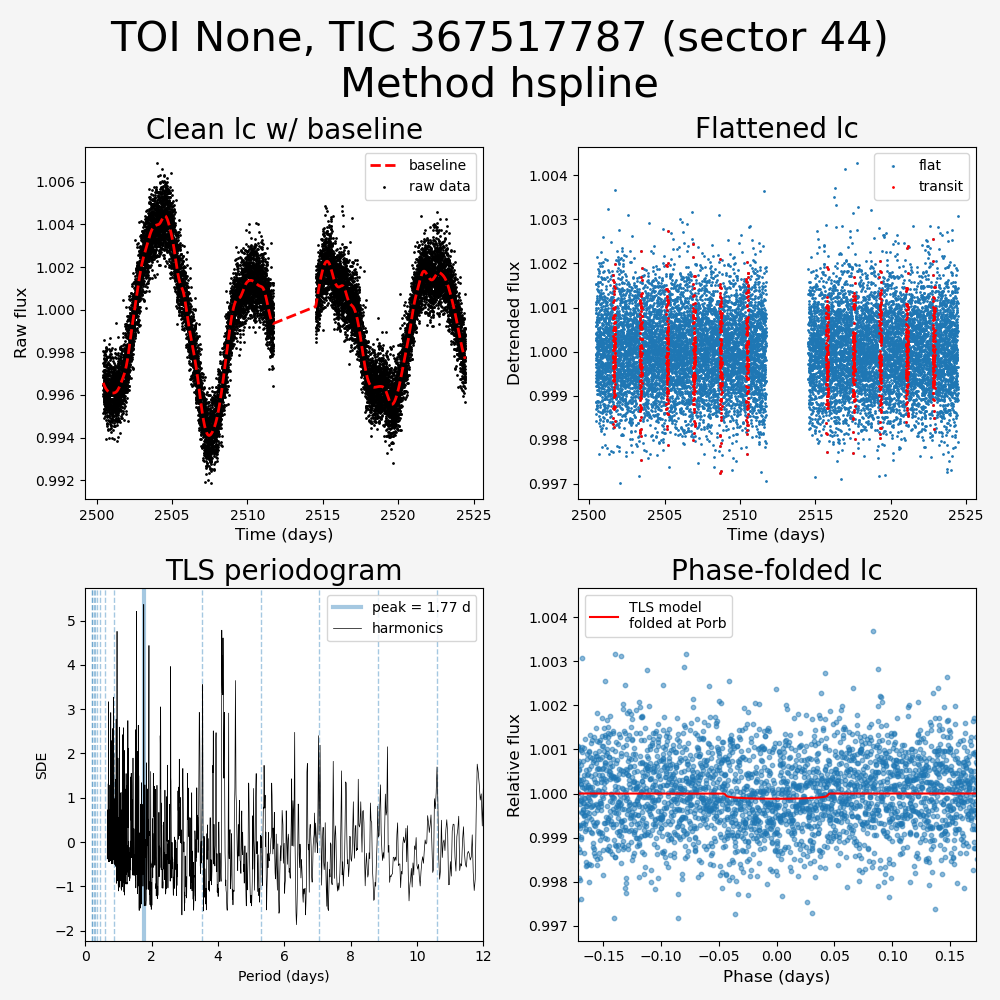 TOI None, TIC 367517787 (sector 44)
Method hspline
Clean lc w/ baseline
Raw flux
1.006
1.004
1.002
1.000
0.998
0.996
0.994
0.992
baseline
raw data
2500
2505
2510
2515
2520
2525
Time (days)
Flattened lc
Detrended flux
1.004
1.003
1.002
1.001
1.000
0.999
0.998
0.997
flat
transit
2500
2505
2510
2515
2520
2525
Time (days)
TLS periodogram
SDE
5
4
3
2
1
0
−1
−2
peak = 1.77 d
harmonics
0
2
4
6
8
10
12
Period (days)
Phase-folded lc
Relative flux
1.004
1.003
1.002
1.001
1.000
0.999
0.998
0.997
TLS model
folded at Porb
−0.15
−0.10
−0.05
0.00
0.05
0.10
0.15
Phase (days)